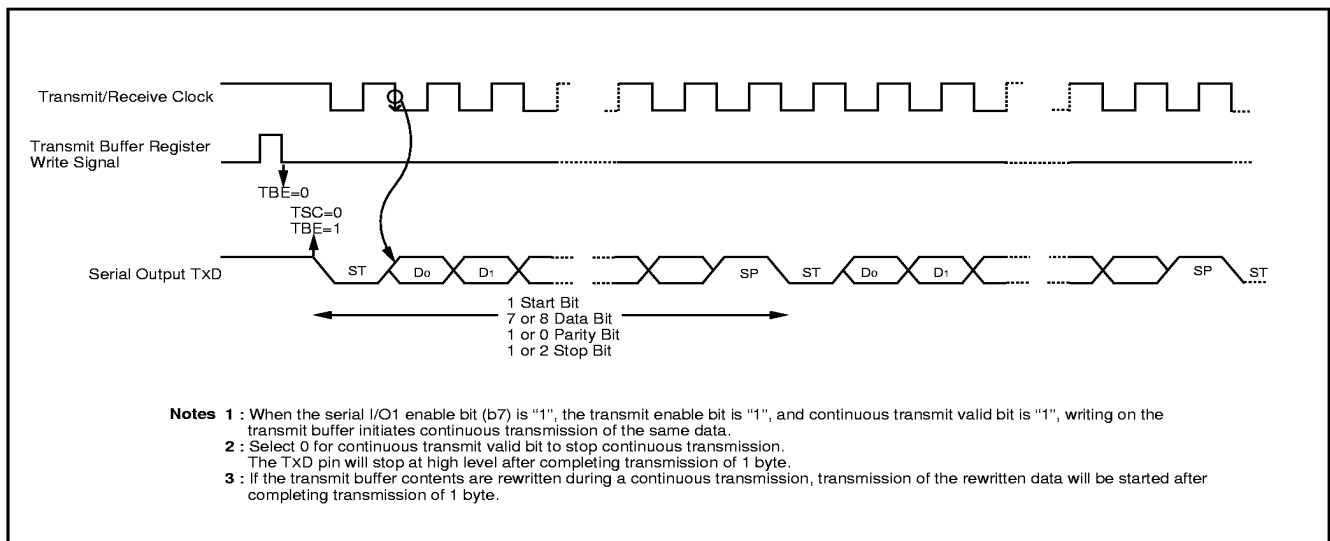 Transmit/Receive Clock
Transmit Buffer Register
Write Signal
TBE=0
TSC=0
TBE=1
Serial Output TxD
ST D0 D1 SP ST D0 D1 SP ST
1 Start Bit
7 or 8 Data Bit
1 or 0 Parity Bit
1 or 2 Stop Bit
Notes 1 : When the serial I/O1 enable bit (b7) is “1”, the transmit enable bit is “1”, and continuous transmit valid bit is “1”, writing on the
transmit buffer initiates continuous transmission of the same data.
2 : Select 0 for continuous transmit valid bit to stop continuous transmission.
The TxD pin will stop at high level after completing transmission of 1 byte.
3 : If the transmit buffer contents are rewritten during a continuous transmission, transmission of the rewritten data will be started after
completing transmission of 1 byte.